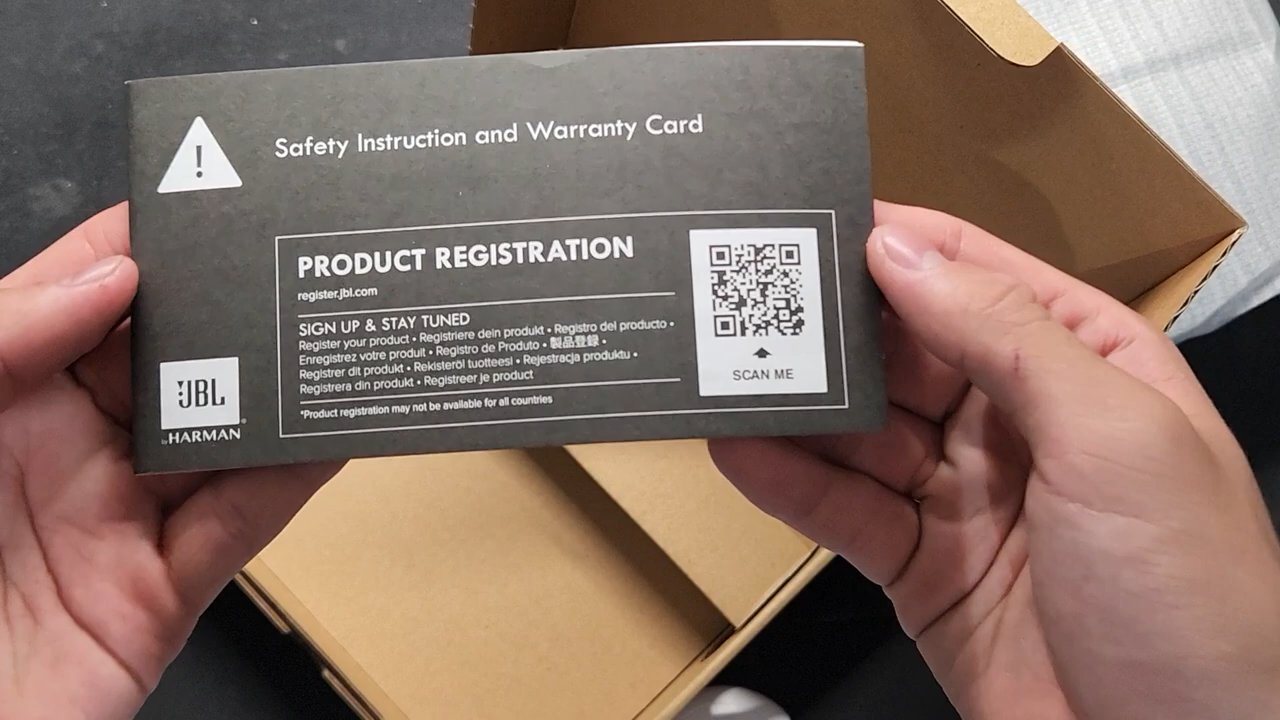 Safety Instruction and Warranty Card
PRODUCT REGISTRATION
register.jbl.com
SIGN UP & STAY TUNED
Register your product • Registriere dein produkt • Registro del producto •
Enregistrez votre produit • Registro de Produto • 製品登録 •
Registrer dit produkt • Rekisteröi tuotteesi • Rejestracja produktu •
Registrera din produkt • Registreer je product
*Product registration may not be available for all countries
SCAN ME
JBL
by HARMAN